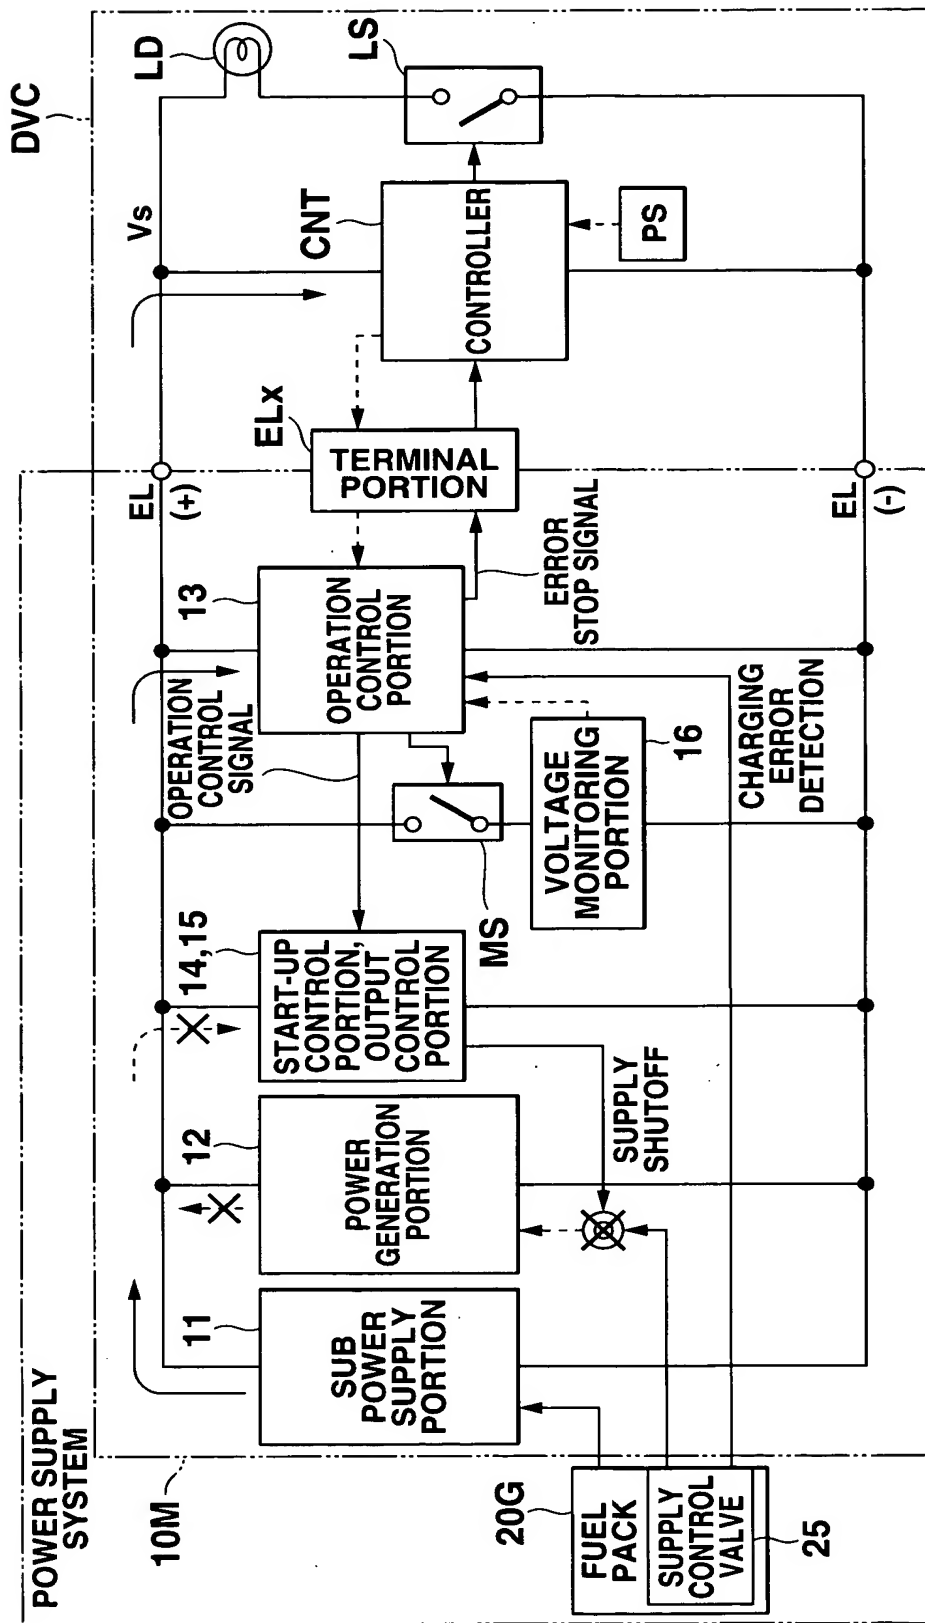 POWER SUPPLY
SYSTEM
DVC
10M
20G
FUEL
PACK
SUPPLY
CONTROL
VALVE
25
11
SUB
POWER
SUPPLY
PORTION
12
POWER
GENERATION
PORTION
SUPPLY
SHUTOFF
14,15
START-UP
CONTROL
PORTION,
OUTPUT
CONTROL
PORTION
OPERATION
CONTROL
SIGNAL
MS
13
OPERATION
CONTROL
PORTION
VOLTAGE
MONITORING
PORTION
16
CHARGING
ERROR
DETECTION
ERROR
STOP SIGNAL
EL
(+)
EL
(-)
ELx
TERMINAL
PORTION
Vs
CNT
CONTROLLER
PS
LD
LS